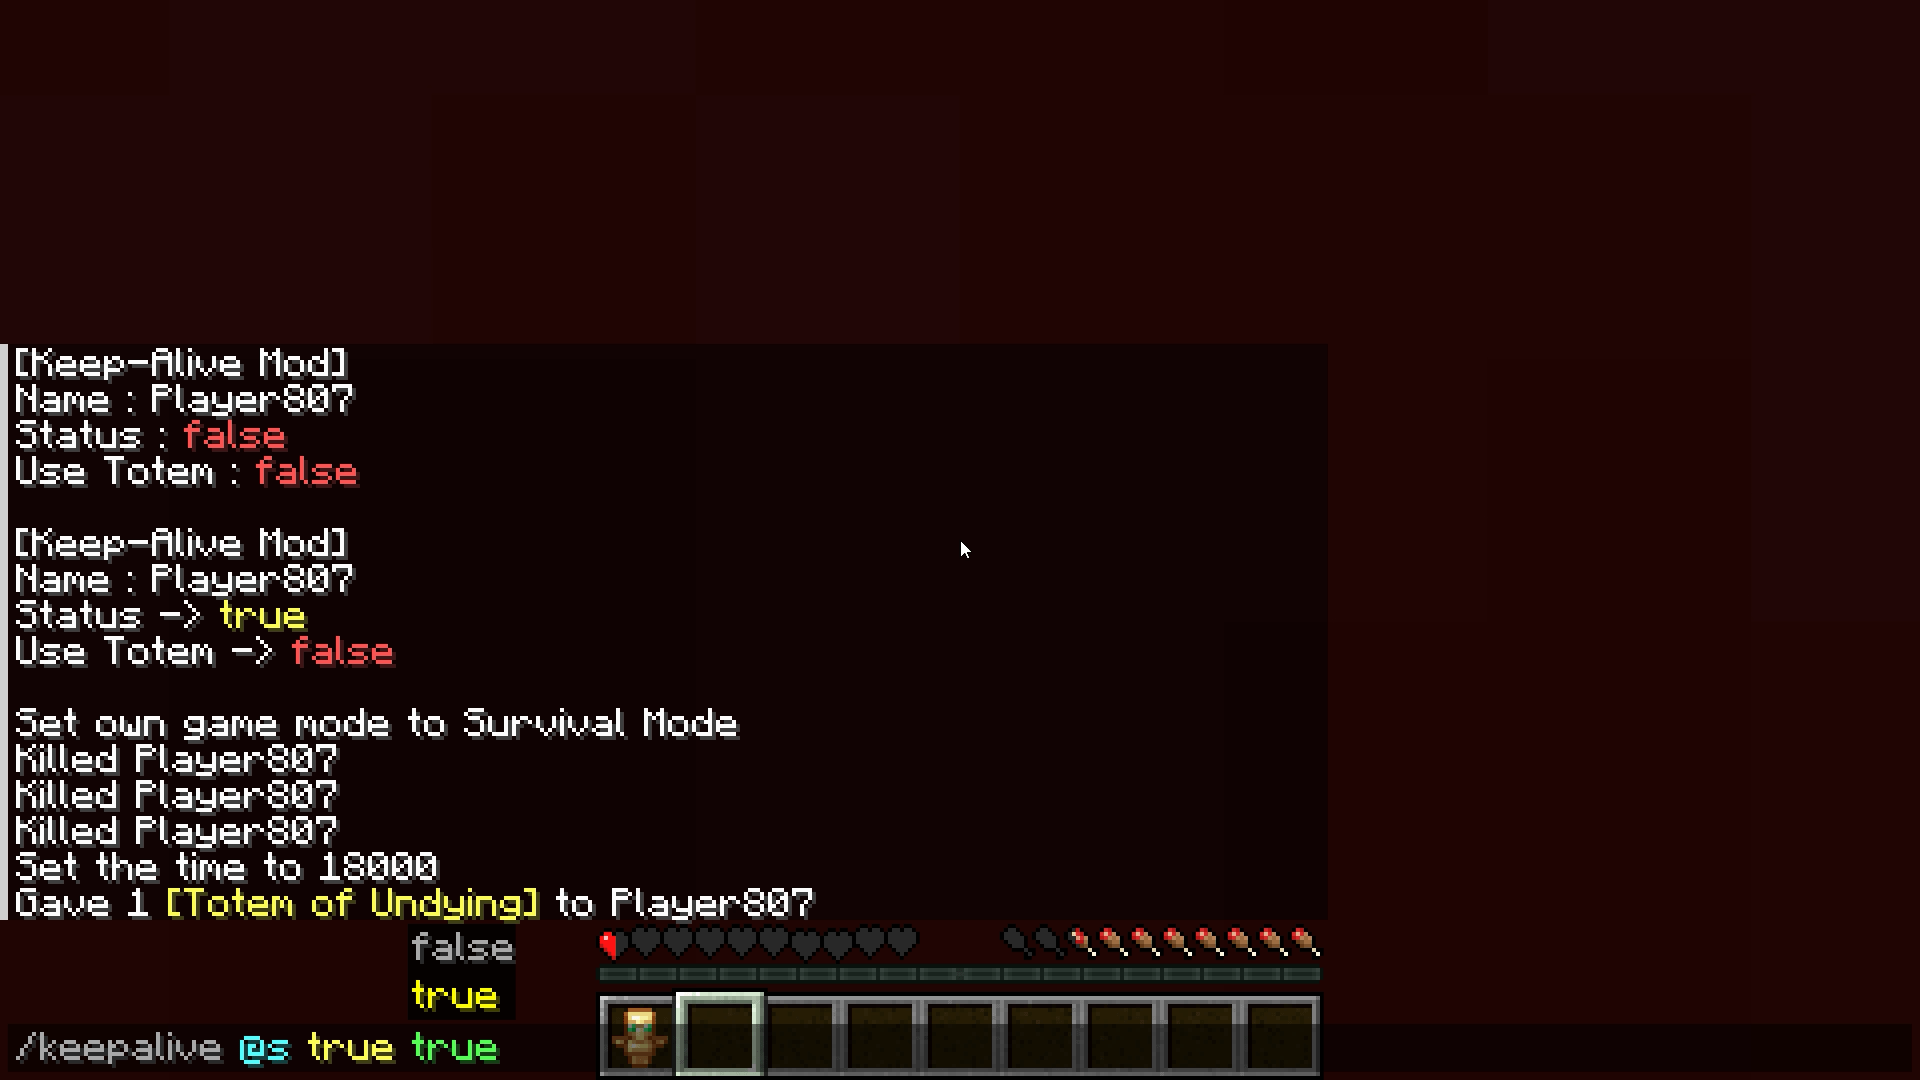 [Keep-Alive Mod]
Name : Player807
Status : false
Use Totem : false
[Keep-Alive Mod]
Name : Player807
Status -> true
Use Totem -> false
Set own game mode to Survival Mode
Killed Player807
Killed Player807
Killed Player807
Set the time to 18000
Gave 1 [Totem of Undying] to Player807
false
true
/keepalive @s true true